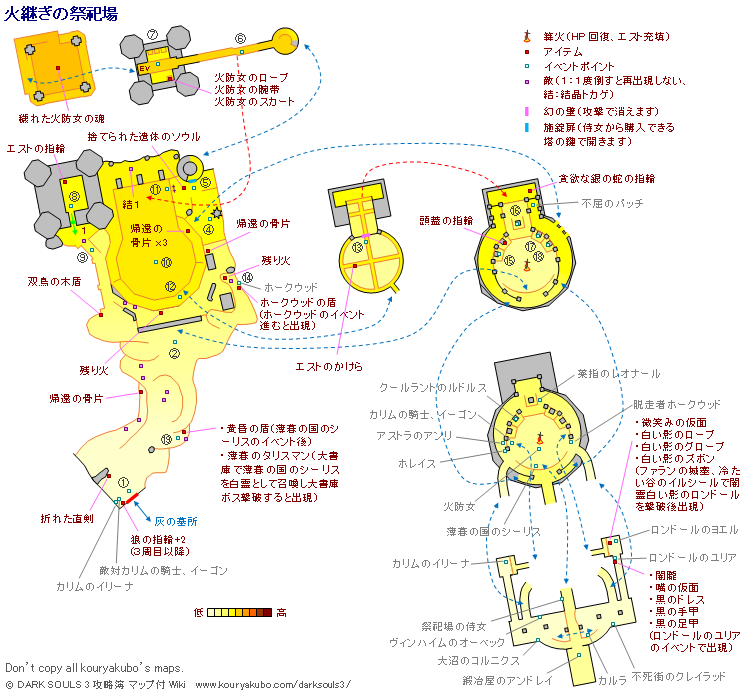 火継ぎの祭祀場
篝火(HP回復、エスト充填)
アイテム
イベントポイント
敵(1:1度倒すと再出現しない、
結:結晶トカゲ)
幻の壁(攻撃で消えます)
施錠扉(侍女から購入できる
塔の鍵で開きます)
⑦
⑥
EV
火防女のローブ
火防女の腕帯
火防女のスカート
穢れた火防女の魂
捨てられた遺体のソウル
エストの指輪
⑧
⑪
⑤
結1
④
1
⑨
帰還の
骨片×3
帰還の骨片
⑩
残り火
⑭
ホークウッド
双鳥の木盾
⑫
ホークウッドの盾
(ホークウッドのイベント
進むと出現)
残り火
②
帰還の骨片
⑬
エストのかけら
貪欲な銀の蛇の指輪
不屈のパッチ
頭蓋の指輪
⑯
⑰
⑱
⑮
⑬
・黄昏の盾(薄暮の国のシ
ーリスのイベント後)
・薄暮のタリスマン(大書
庫で薄暮の国のシーリス
を白霊として召喚し大書庫
ボス撃破すると出現)
①
折れた直剣
灰の墓所
狼の指輪+2
(3周目以降)
敵対カリムの騎士、イーゴン
カリムのイリーナ
薬指のレオナール
クールラントのルドルス
カリムの騎士、イーゴン
アストラのアンリ
ホレイス
脱走者ホークウッド
・微笑みの仮面
・白い影のローブ
・白い影のグローブ
・白い影のズボン
(ファランの城塞、冷た
い谷のイルシールで闇
霊白い影のロンドール
を撃破後出現)
火防女
薄暮の国のシーリス
ロンドールのヨエル
カリムのイリーナ
ロンドールのユリア
・闇朧
・嘴の仮面
・黒のドレス
・黒の手甲
・黒の足甲
(ロンドールのユリア
のイベントで出現)
祭祀場の侍女
ヴィンハイムのオーベック
大沼のコルニクス
鍛冶屋のアンドレイ
カルラ
不死街のクレイラッド
低
高
Don't copy all kouryakubo's maps.
© DARK SOULS 3 攻略簿 マップ付 Wiki www.kouryakubo.com/darksouls3/